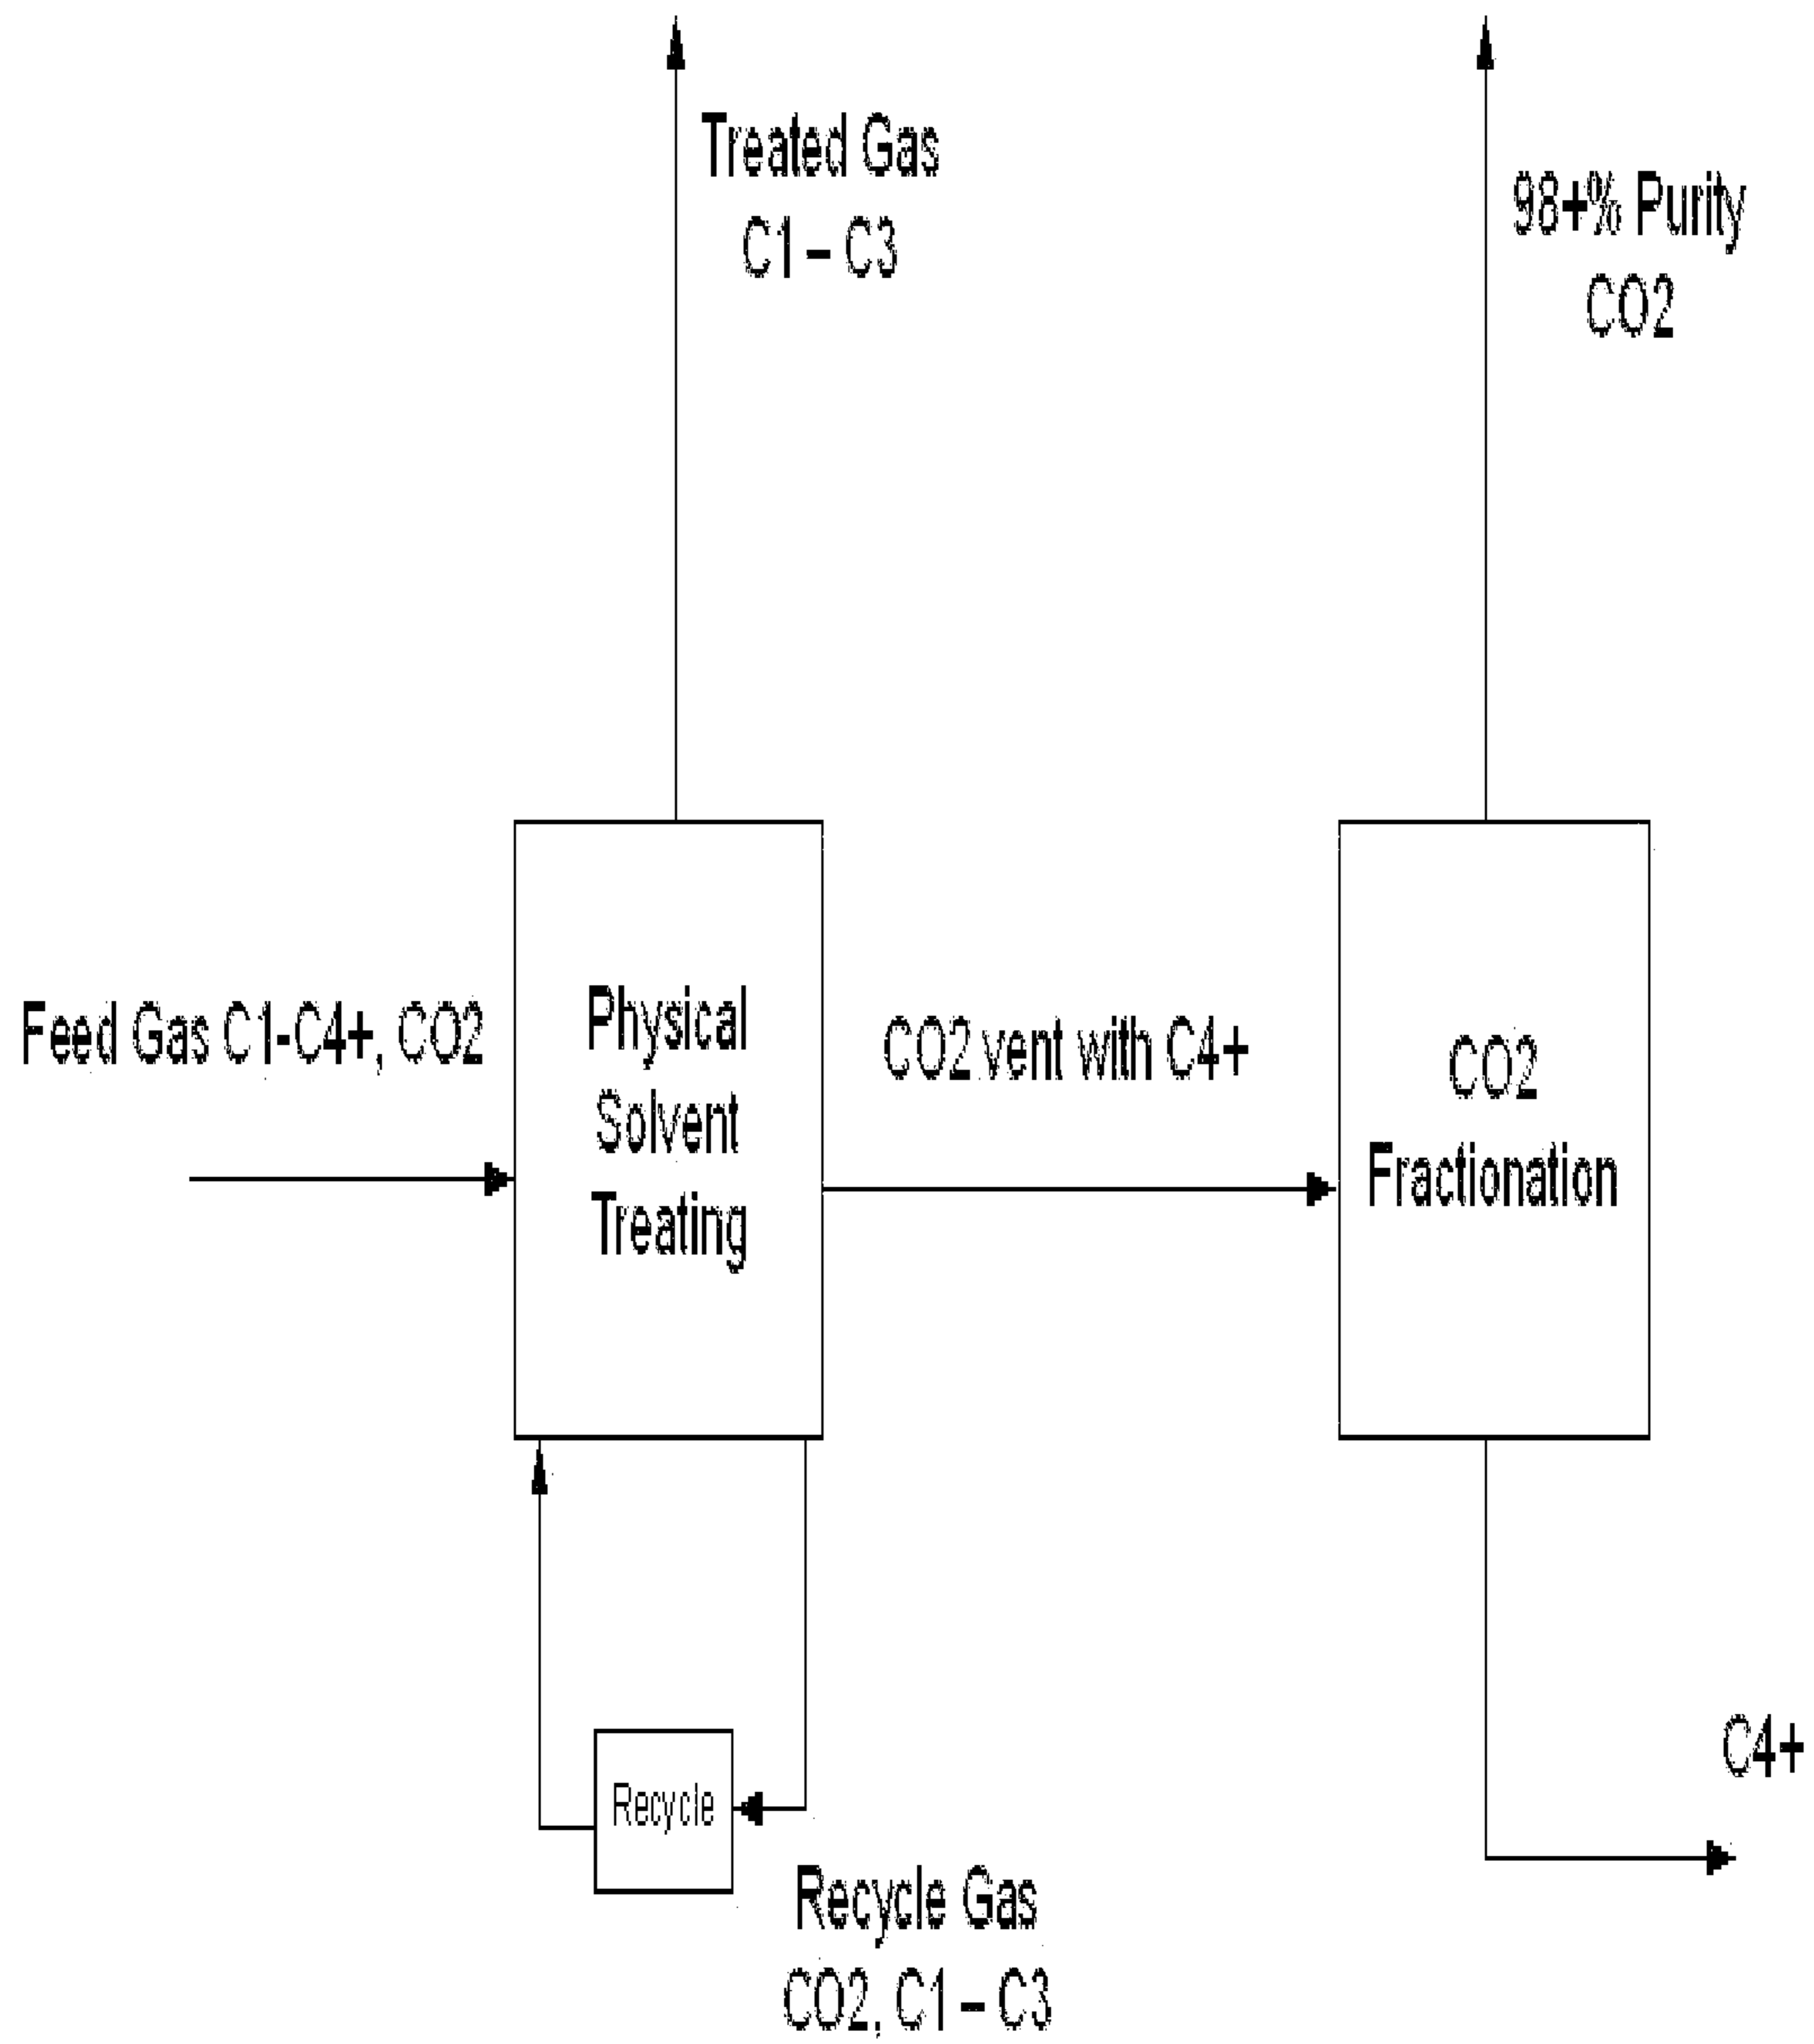 Treated Gas
C1 – C3
98+% Purity
CO2
Feed Gas C1-C4+, CO2
Physical
Solvent
Treating
CO2 vent with C4+
CO2
Fractionation
Recycle
C4+
Recycle Gas
CO2, C1 – C3